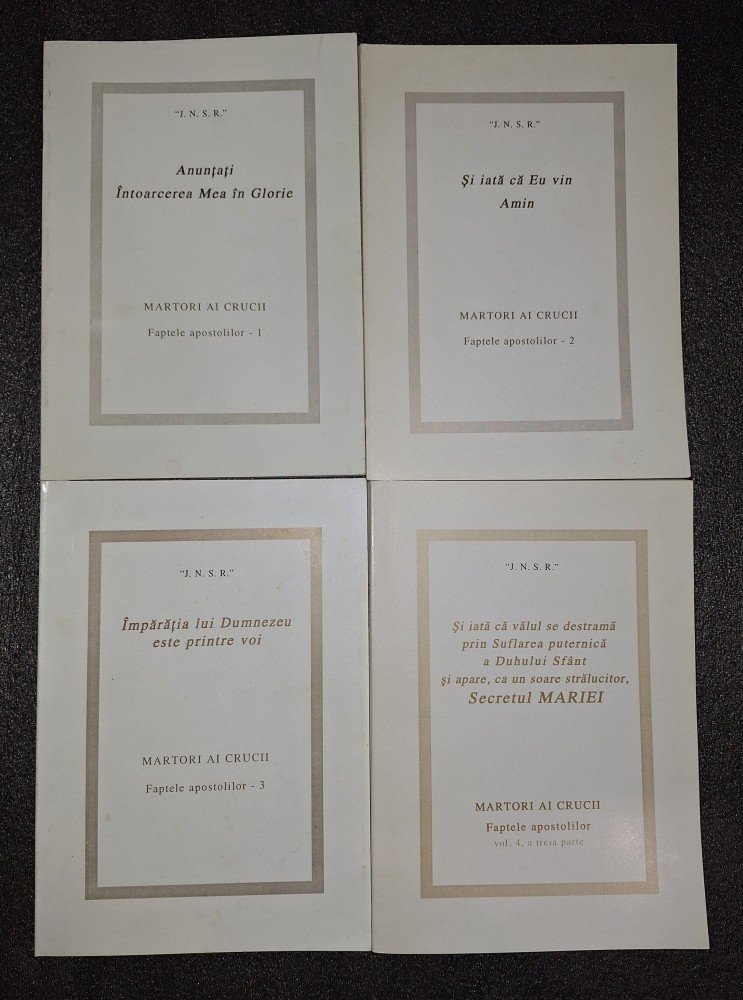 "J. N. S. R."
Anunțați
Întoarcerea Mea în Glorie
MARTORI AI CRUCII
Faptele apostolilor - 1
"J. N. S. R."
Și iată că Eu vin
Amin
MARTORI AI CRUCII
Faptele apostolilor - 2
"J. N. S. R."
Împărăția lui Dumnezeu
este printre voi
MARTORI AI CRUCII
Faptele apostolilor - 3
"J. N. S. R."
Și iată că vălul se destramă
prin Suflarea puternică
a Duhului Sfânt
și apare, ca un soare strălucitor,
Secretul MARIEI
MARTORI AI CRUCII
Faptele apostolilor
vol. 4, a treia parte